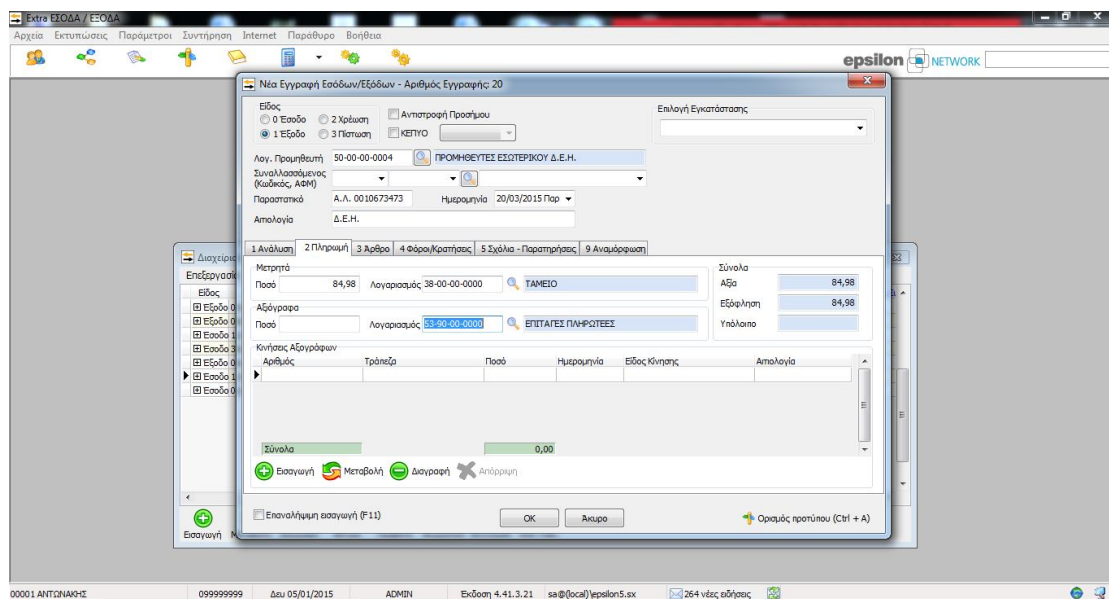 Extra ΕΣΟΔΑ / ΕΞΟΔΑ
Αρχεία Εκτυπώσεις Παράμετροι Συντήρηση Internet Παράθυρο Βοήθεια
epsilon NETWORK
Νέα Εγγραφή Εσόδων/Εξόδων - Αριθμός Εγγραφής: 20
Είδος
0 Έσοδο 2 Χρέωση
1 Έξοδο 3 Πίστωση
Αντιστροφή Προσήμου
ΚΕΠΥΟ
Επιλογή Εγκατάστασης
Λογ. Προμηθευτή 50-00-00-0004 ΠΡΟΜΗΘΕΥΤΕΣ ΕΣΩΤΕΡΙΚΟΥ Δ.Ε.Η.
Συναλλασσόμενος
(Κωδικός, ΑΦΜ)
Παραστατικό Α.Λ. 0010673473 Ημερομηνία 20/03/2015 Παρ
Αιτιολογία Δ.Ε.Η.
1 Ανάλυση 2 Πληρωμή 3 Άρθρο 4 Φόροι/Κρατήσεις 5 Σχόλια - Παρατηρήσεις 9 Αναμόρφωση
Μετρητά
Ποσό 84,98 Λογαριασμός 38-00-00-0000 ΤΑΜΕΙΟ
Αξιόγραφα
Ποσό Λογαριασμός 53-90-00-0000 ΕΠΙΤΑΓΕΣ ΠΛΗΡΩΤΕΕΣ
Σύνολα
Αξία 84,98
Εξόφληση 84,98
Υπόλοιπο
Κινήσεις Αξογράφων
Αριθμός Τράπεζα Ποσό Ημερομηνία Είδος Κίνησης Αιτιολογία
Σύνολα 0,00
Εισαγωγή Μεταβολή Διαγραφή Απόρριψη
Επαναλήψιμη εισαγωγή (F11)
OK Άκυρο
Ορισμός προτύπου (Ctrl + A)
Διαχείρισ
Επεξεργασί
Είδος
Έξοδο 0
Έξοδο 0
Έσοδο 1
Έσοδο 3
Έξοδο 0
Έσοδο 1
Έσοδο 0
Εισαγωγή
00001 ΑΝΤΩΝΑΚΗΣ 099999999 Δευ 05/01/2015 ADMIN Έκδοση 4.41.3.21 sa@(local)\epsilon5.sx 264 νέες ειδήσεις